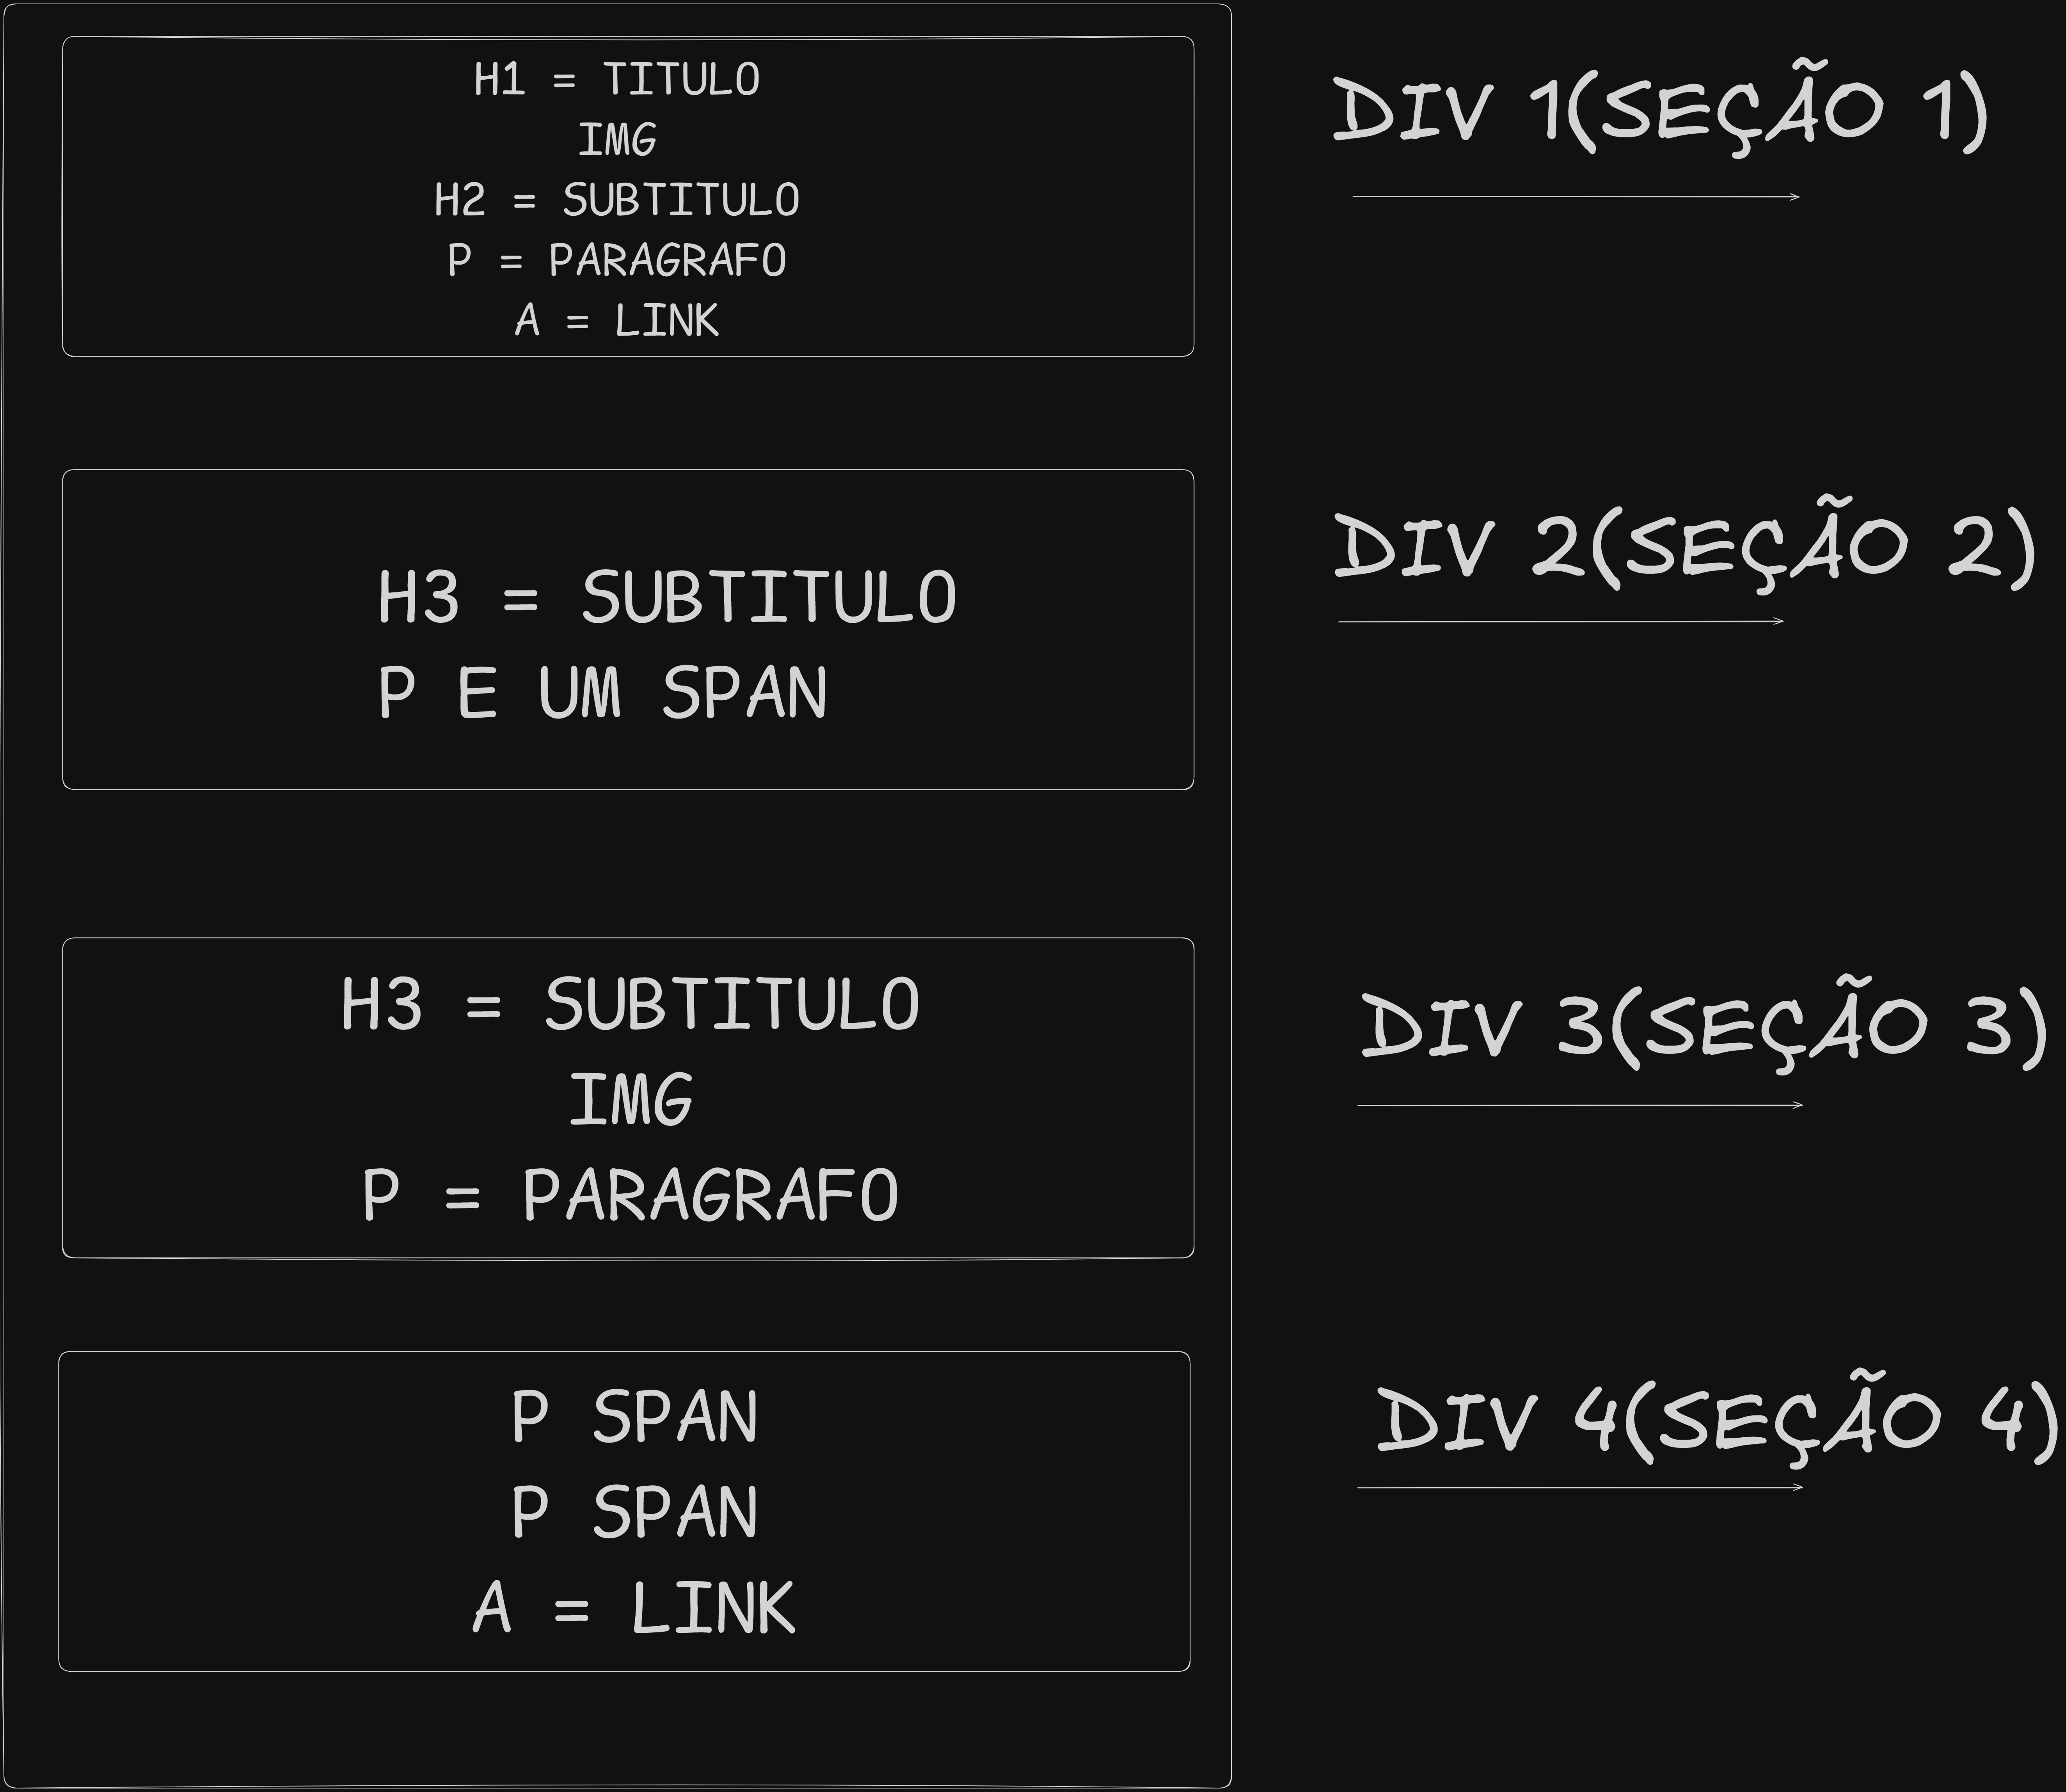 H1 = TITULO
IMG
H2 = SUBTITULO
P = PARAGRAFO
A = LINK
DIV 1(SEÇÃO 1)
H3 = SUBTITULO
P E UM SPAN
DIV 2(SEÇÃO 2)
H3 = SUBTITULO
IMG
P = PARAGRAFO
DIV 3(SEÇÃO 3)
P SPAN
P SPAN
A = LINK
DIV 4(SEÇÃO 4)